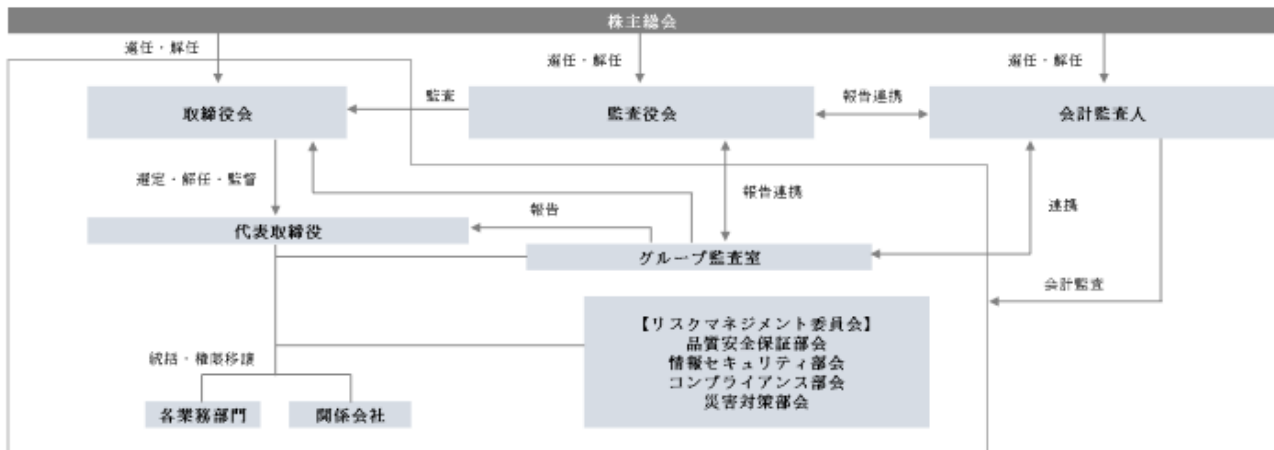 株主総会
選任・解任
選任・解任
選任・解任
取締役会
監査
監査役会
報告連携
会計監査人
選定・解任・監督
報告連携
連携
報告
代表取締役
グループ監査室
会計監査
【リスクマネジメント委員会】
品質安全保証部会
情報セキュリティ部会
コンプライアンス部会
災害対策部会
統括・権限移譲
各業務部門
関係会社